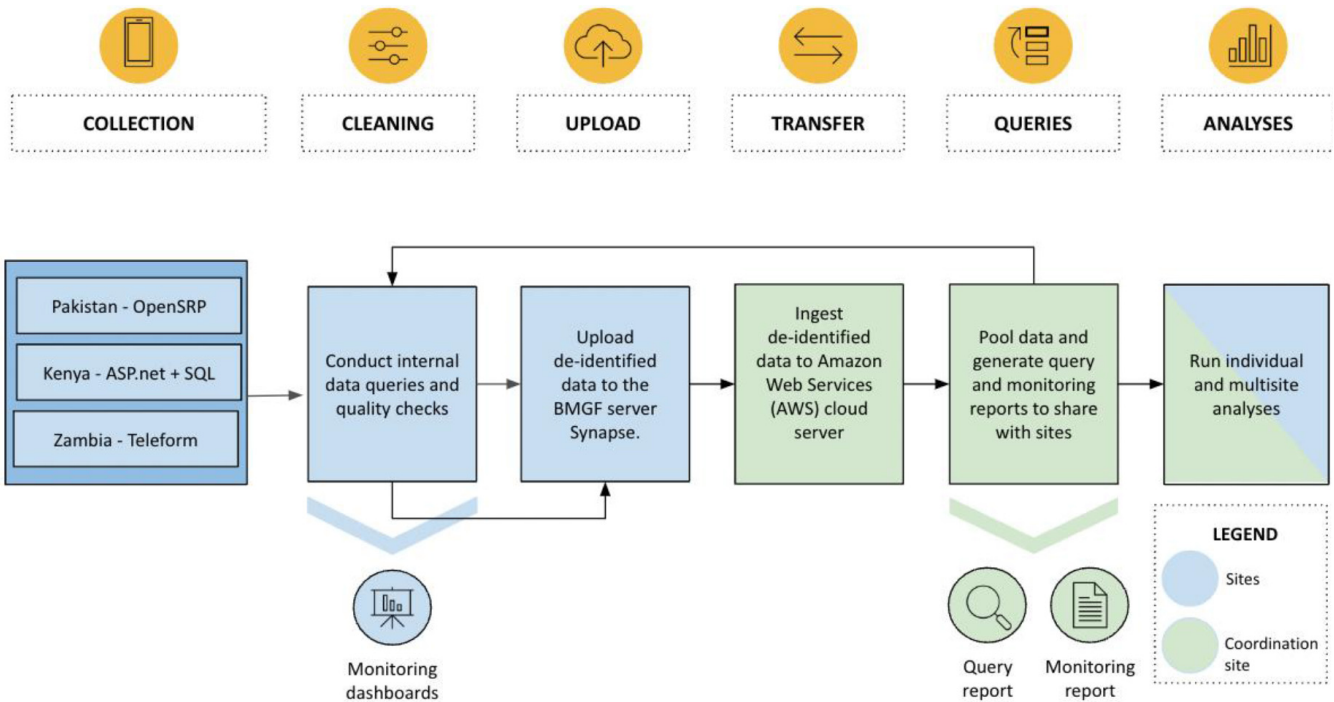 COLLECTION
CLEANING
UPLOAD
TRANSFER
QUERIES
ANALYSES
Pakistan - OpenSRP
Kenya - ASP.net + SQL
Zambia - Teleform
Conduct internal
data queries and
quality checks
Upload
de-identified
data to the
BMGF server
Synapse.
Ingest
de-identified
data to Amazon
Web Services
(AWS) cloud
server
Pool data and
generate query
and monitoring
reports to share
with sites
Run individual
and multisite
analyses
Monitoring
dashboards
Query
report
Monitoring
report
LEGEND
Sites
Coordination
site